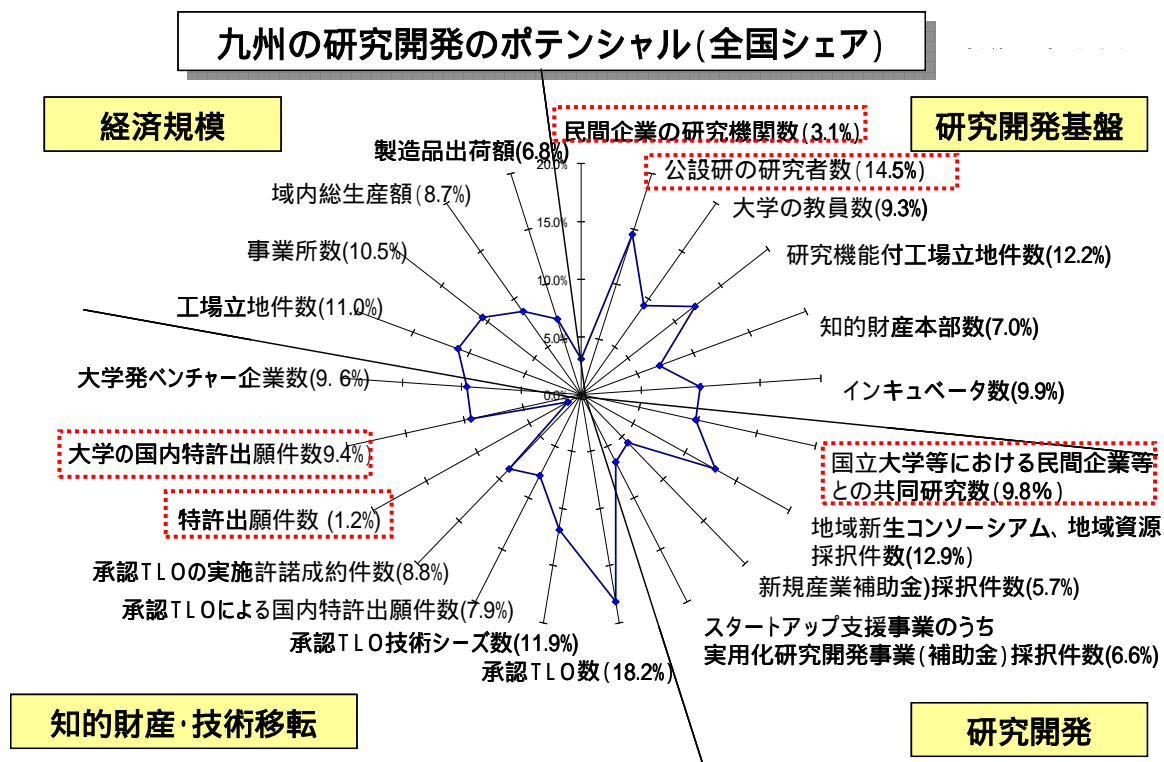 九州の研究開発のポテンシャル(全国シェア)
経済規模
研究開発基盤
民間企業の研究機関数(3.1%)
製造品出荷額(6.8%)
公設研の研究者数(14.5%)
域内総生産額(8.7%)
大学の教員数(9.3%)
事業所数(10.5%)
研究機能付工場立地件数(12.2%)
工場立地件数(11.0%)
知的財産本部数(7.0%)
大学発ベンチャー企業数(9. 6%)
インキュベータ数(9.9%)
20.0%
15.0%
10.0%
5.0%
0.0%
大学の国内特許出願件数9.4%)
国立大学等における民間企業等
との共同研究数(9.8%)
特許出願件数 (1.2%)
地域新生コンソーシアム、地域資源
採択件数(12.9%)
承認TLOの実施許諾成約件数(8.8%)
新規産業補助金)採択件数(5.7%)
承認TLOによる国内特許出願件数(7.9%)
スタートアップ支援事業のうち
実用化研究開発事業(補助金)採択件数(6.6%)
承認TLO技術シーズ数(11.9%)
承認TLO数(18.2%)
知的財産・技術移転
研究開発